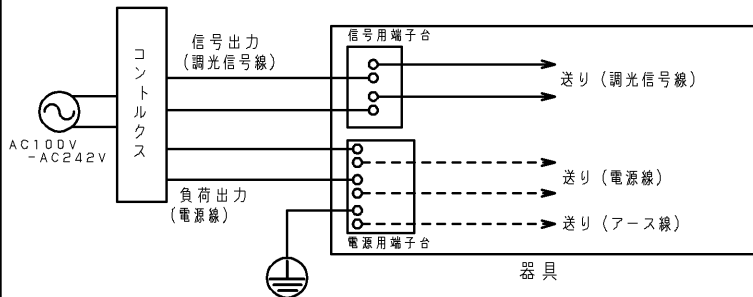 信号用端子台
信号出力
(調光信号線)
コントルクス
送り(調光信号線)
AC100V
-AC242V
送り(電源線)
負荷出力
(電源線)
送り(アース線)
電源用端子台
器具